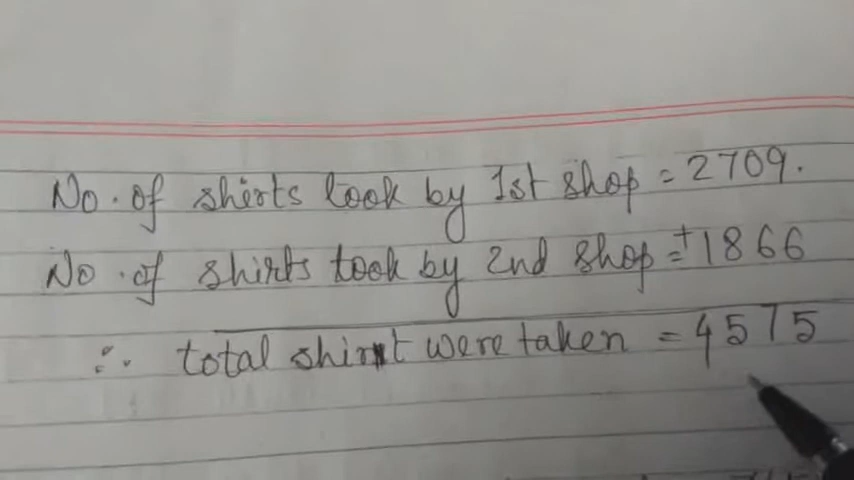 No. of shirts took by 1st shop = 2709.
No. of shirts took by 2nd shop = +1866
∴ total shirt were taken = 4575